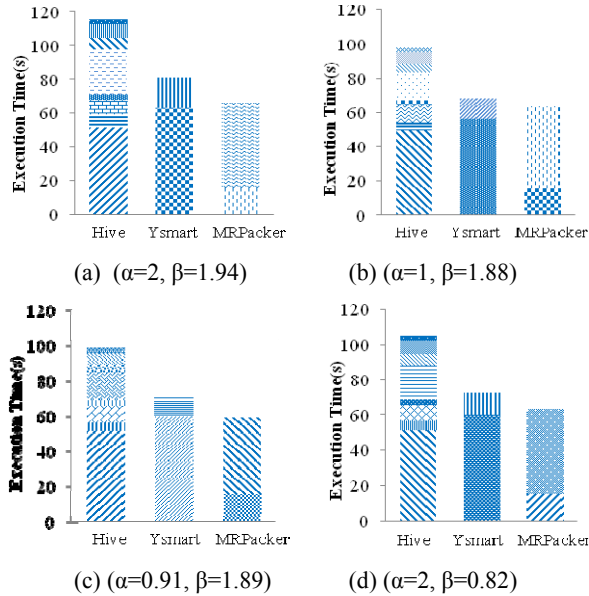 120
100
80
60
40
20
0
Execution Time(s)
Hive Ysmart MRPacker
(a) (α=2, β=1.94)
120
100
80
60
40
20
0
Execution Time(s)
Hive Ysmart MRPacker
(b) (α=1, β=1.88)
120
100
80
60
40
20
0
Execution Time(s)
Hive Ysmart MRPacker
(c) (α=0.91, β=1.89)
120
100
80
60
40
20
0
Execution Time(s)
Hive Ysmart MRPacker
(d) (α=2, β=0.82)